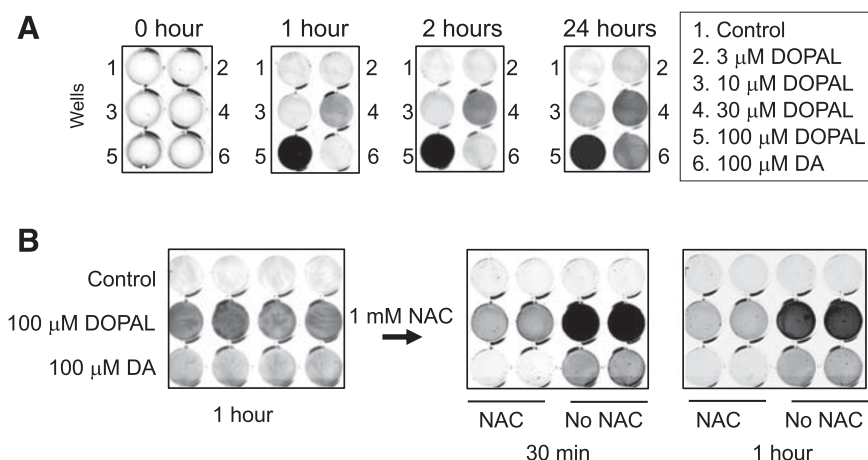 A
0 hour 1 hour 2 hours 24 hours
Wells
1 2 1 2 1 2 1 2
3 4 3 4 3 4 3 4
5 6 5 6 5 6 5 6
1. Control
2. 3 μM DOPAL
3. 10 μM DOPAL
4. 30 μM DOPAL
5. 100 μM DOPAL
6. 100 μM DA
B
Control
100 μM DOPAL
100 μM DA
1 hour
1 mM NAC
NAC No NAC NAC No NAC
30 min 1 hour